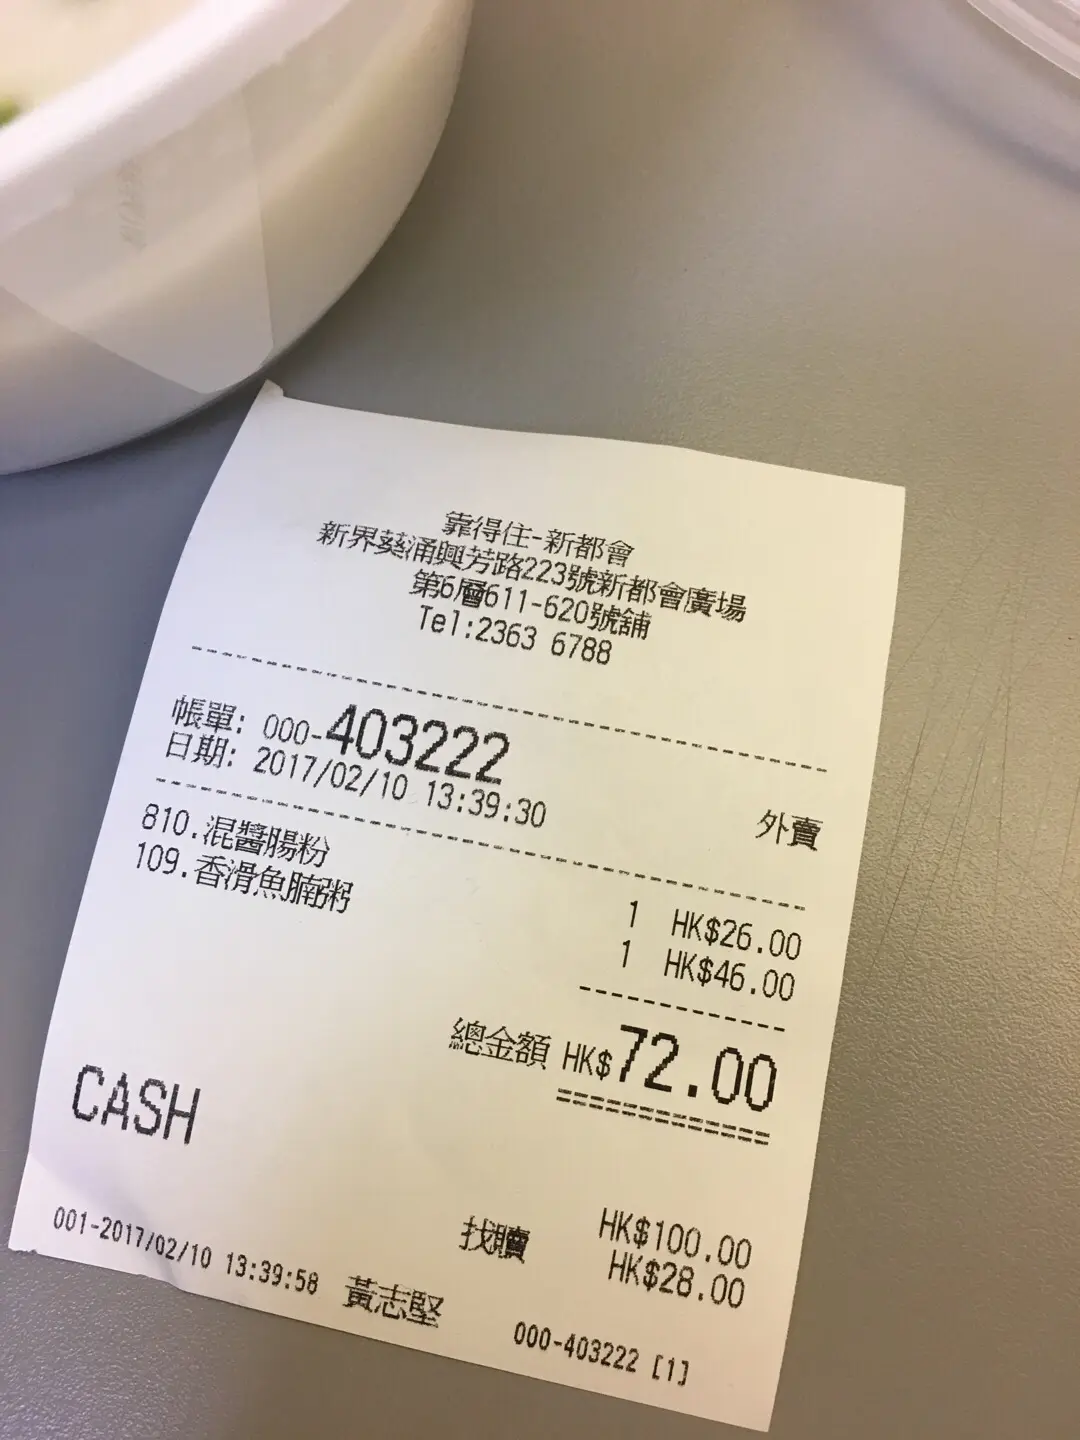 靠得住-新都會
新界葵涌興芳路223號新都會廣場
第6層611-620號舖
Tel:2363 6788
帳單: 000-403222
日期: 2017/02/10 13:39:30 外賣
810.混醬腸粉 1 HK$26.00
109.香滑魚腩粥 1 HK$46.00
總金額 HK$72.00
CASH HK$100.00
找贖 HK$28.00
001-2017/02/10 13:39:58 黃志堅 000-403222 [1]